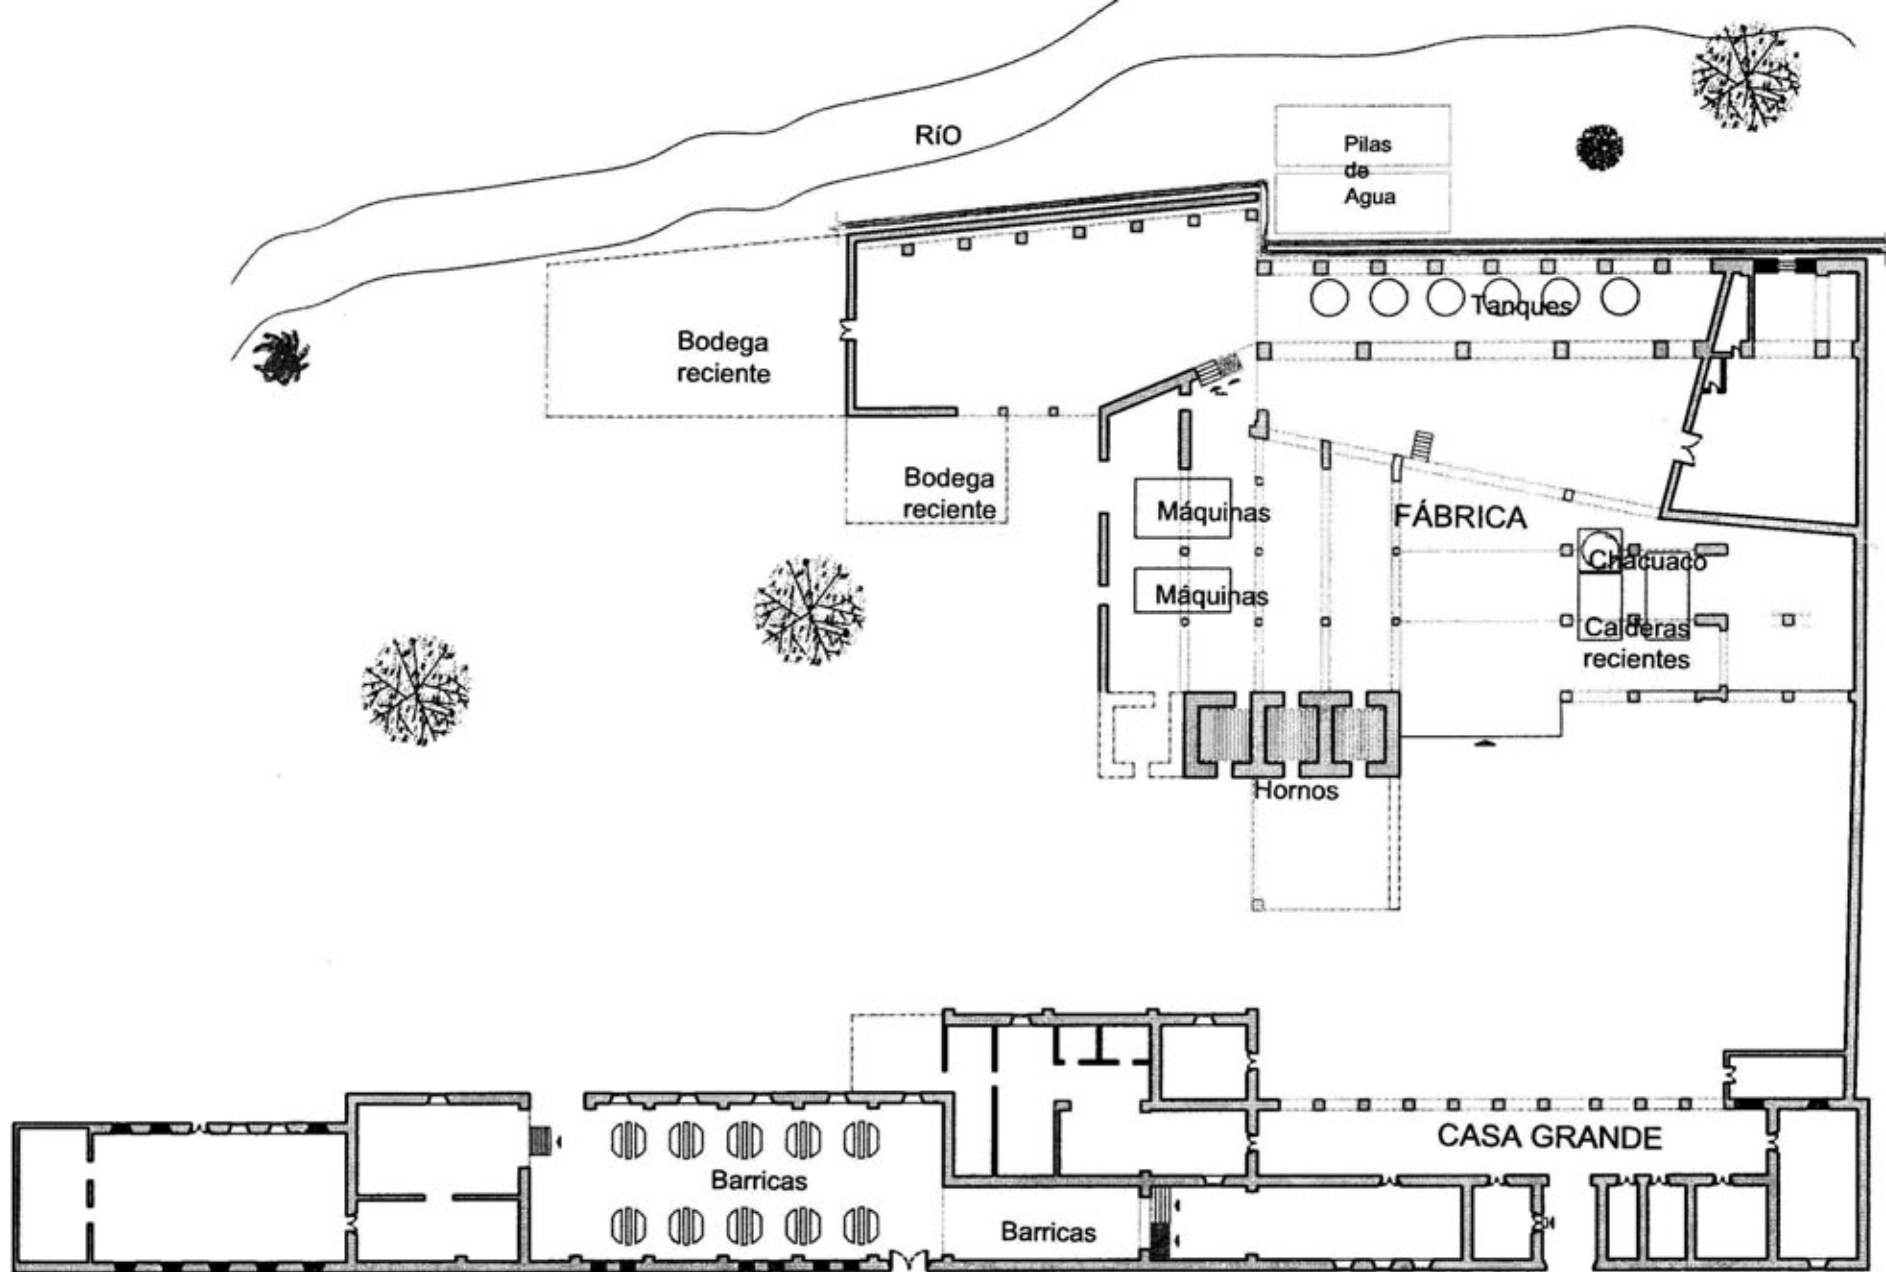 RíO
Pilas
de
Agua
Tanques
Bodega
reciente
Bodega
reciente
Máquinas
FÁBRICA
Chacuaco
Máquinas
Calderas
recientes
Hornos
CASA GRANDE
Barricas
Barricas